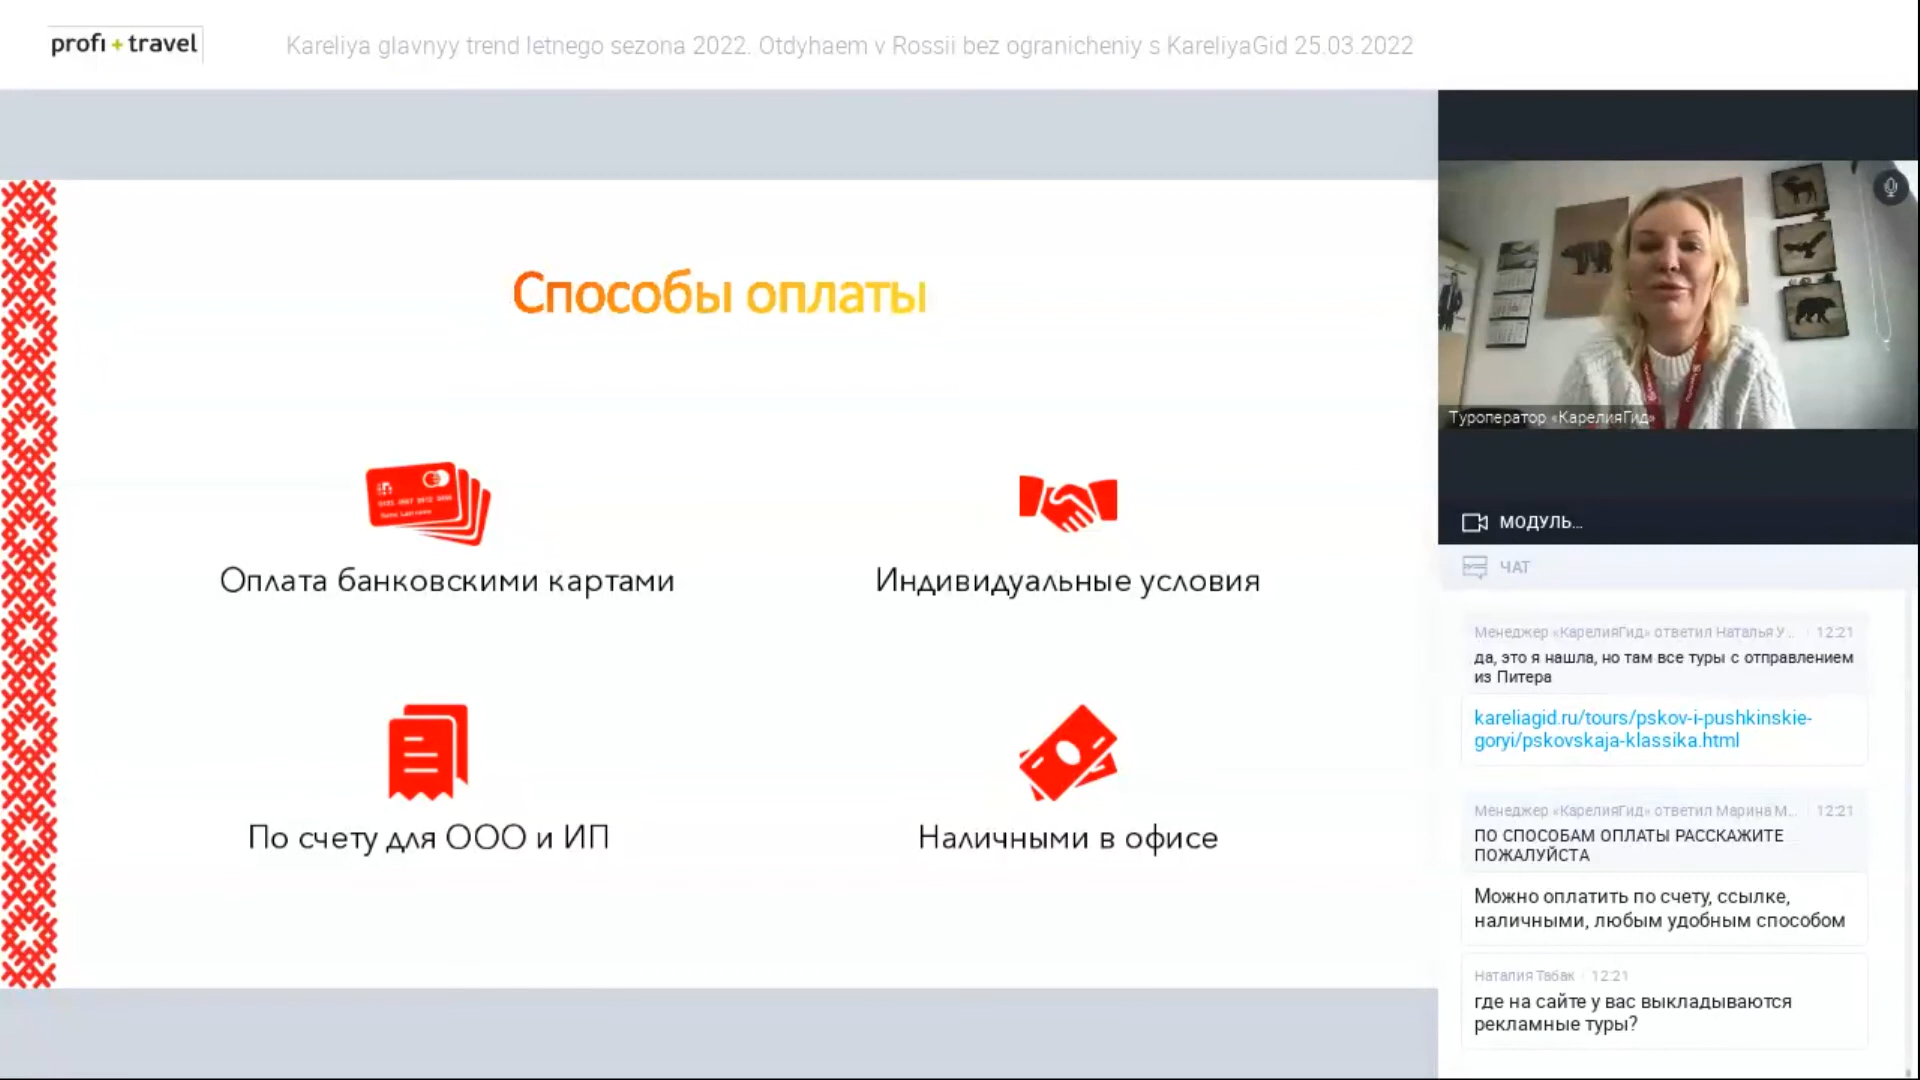 profi + travel
Kareliya glavnyy trend letnego sezona 2022. Otdyhaem v Rossii bez ogranicheniy s KareliyaGid 25.03.2022
Способы оплаты
Оплата банковскими картами
Индивидуальные условия
По счету для ООО и ИП
Наличными в офисе
Туроператор «КарелияГид»
МОДУЛЬ...
ЧАТ
Менеджер «КарелияГид» ответил Наталья У... 12:21
да, это я нашла, но там все туры с отправлением
из Питера
kareliagid.ru/tours/pskov-i-pushkinskie-
goryi/pskovskaja-klassika.html
Менеджер «КарелияГид» ответил Марина М... 12:21
ПО СПОСОБАМ ОПЛАТЫ РАССКАЖИТЕ
ПОЖАЛУЙСТА
Можно оплатить по счету, ссылке,
наличными, любым удобным способом
Наталия Табак 12:21
где на сайте у вас выкладываются
рекламные туры?